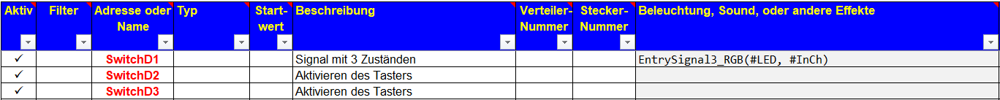 Aktiv Filter Adresse oder Name Typ Start-wert Beschreibung Verteiler-Nummer Stecker-Nummer Beleuchtung, Sound, oder andere Effekte
✓ SwitchD1 Signal mit 3 Zuständen EntrySignal3_RGB(#LED, #InCh)
✓ SwitchD2 Aktivieren des Tasters
✓ SwitchD3 Aktivieren des Tasters